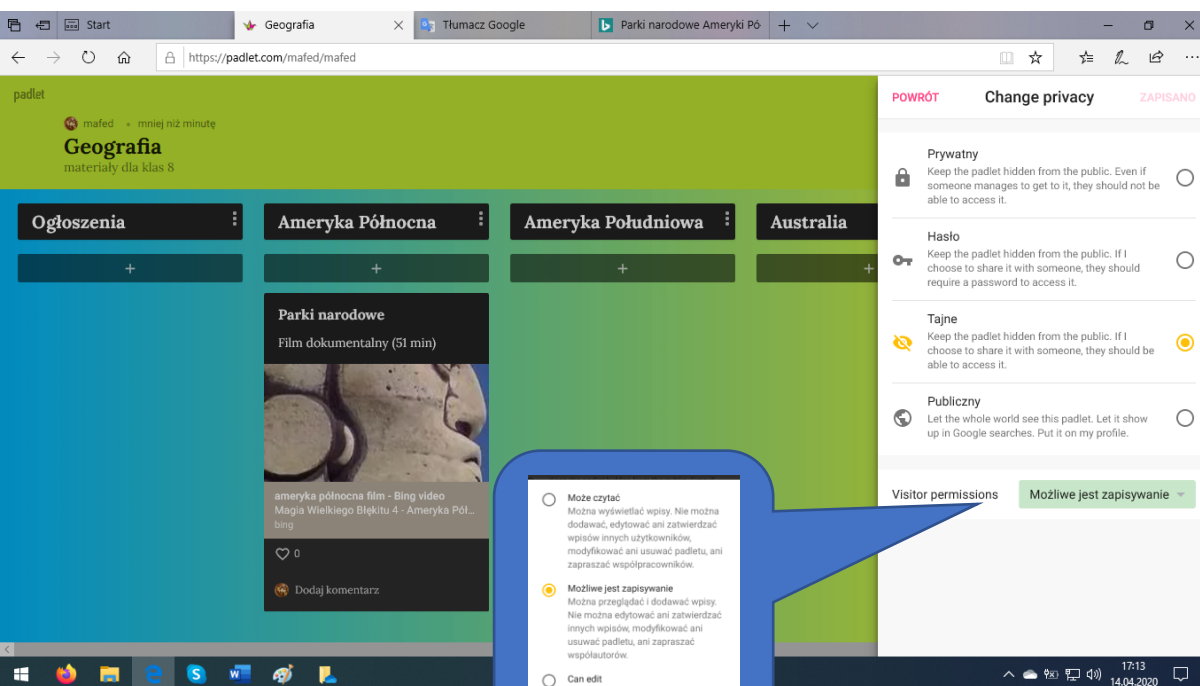 Start
Geografia
Tłumacz Google
Parki narodowe Ameryki Pó
https://padlet.com/mafed/mafed
padlet
mafed • mniej niż minutę
Geografia
materiały dla klas 8
Ogłoszenia
Ameryka Północna
Ameryka Południowa
Australia
+
+
+
+
Parki narodowe
Film dokumentalny (51 min)
ameryka północna film - Bing video
Magia Wielkiego Błękitu 4 - Ameryka Pół...
bing
0
Dodaj komentarz
POWRÓT
Change privacy
ZAPISANO
Prywatny
Keep the padlet hidden from the public. Even if
someone manages to get to it, they should not be
able to access it.
Hasło
Keep the padlet hidden from the public. If I
choose to share it with someone, they should
require a password to access it.
Tajne
Keep the padlet hidden from the public. If I
choose to share it with someone, they should be
able to access it.
Publiczny
Let the whole world see this padlet. Let it show
up in Google searches. Put it on my profile.
Visitor permissions
Możliwe jest zapisywanie
Może czytać
Można wyświetlać wpisy. Nie można
dodawać, edytować ani zatwierdzać
wpisów innych użytkowników,
modyfikować ani usuwać padletu, ani
zapraszać współpracowników.
Możliwe jest zapisywanie
Można przeglądać i dodawać wpisy.
Nie można edytować ani zatwierdzać
innych wpisów, modyfikować ani
usuwać padletu, ani zapraszać
współautorów.
Can edit
17:13
14.04.2020